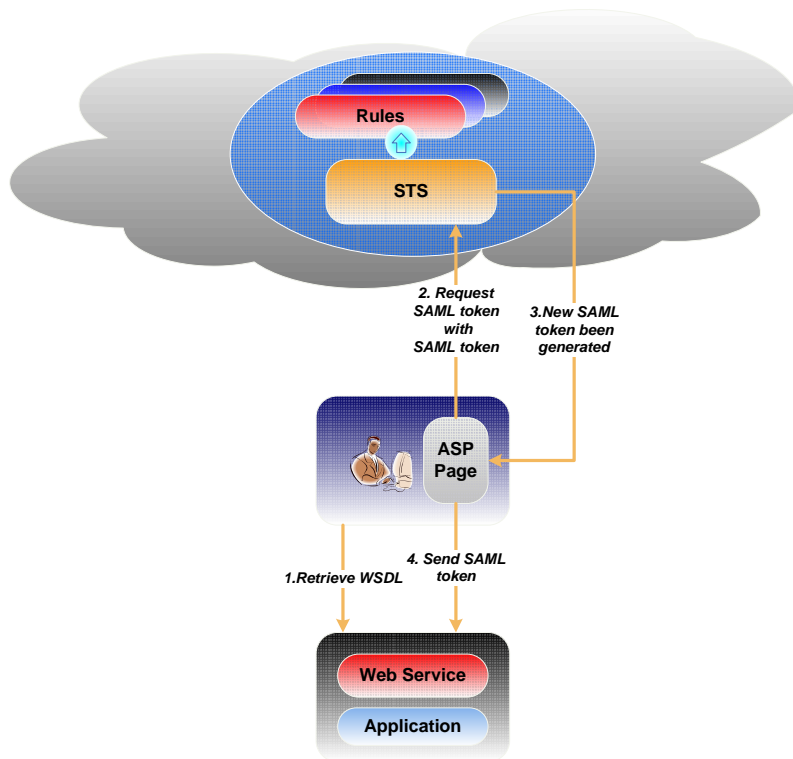 Rules
STS
2. Request
SAML token
with
SAML token
3.New SAML
token been
generated
ASP
Page
1.Retrieve WSDL
4. Send SAML
token
Web Service
Application